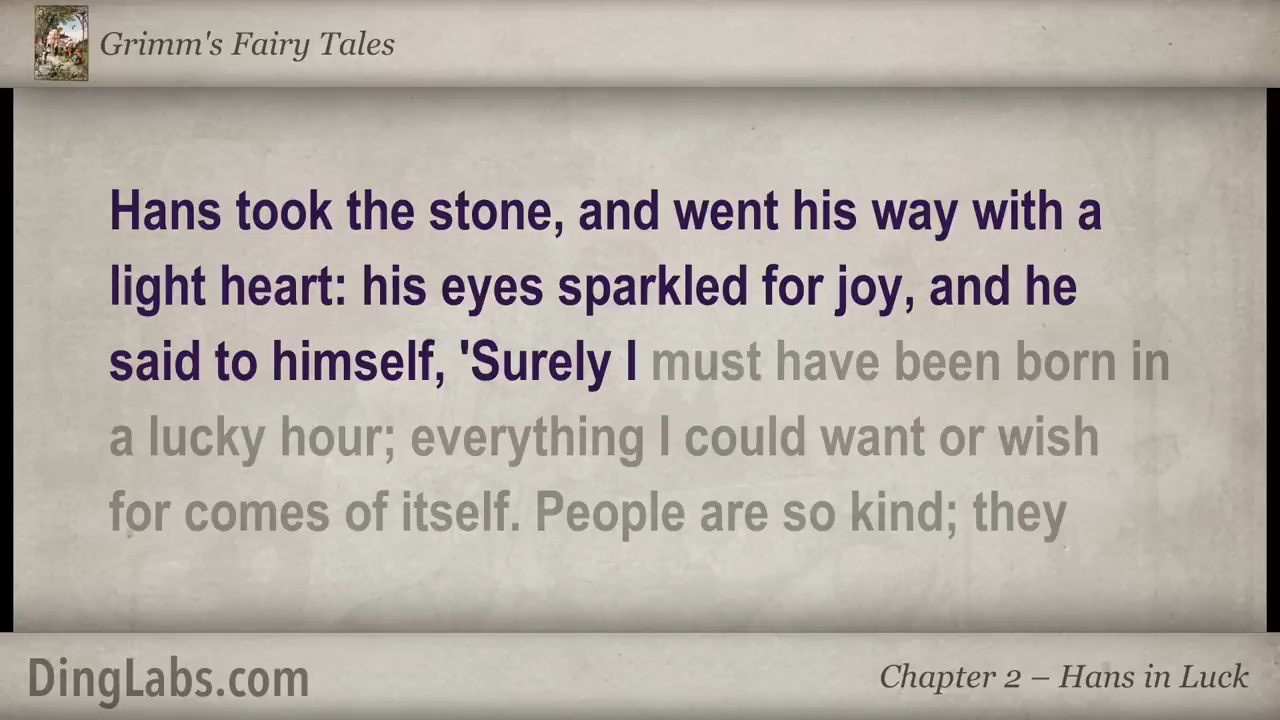 Grimm's Fairy Tales
Hans took the stone, and went his way with a
light heart: his eyes sparkled for joy, and he
said to himself, 'Surely I must have been born in
a lucky hour; everything I could want or wish
for comes of itself. People are so kind; they
DingLabs.com
Chapter 2 – Hans in Luck